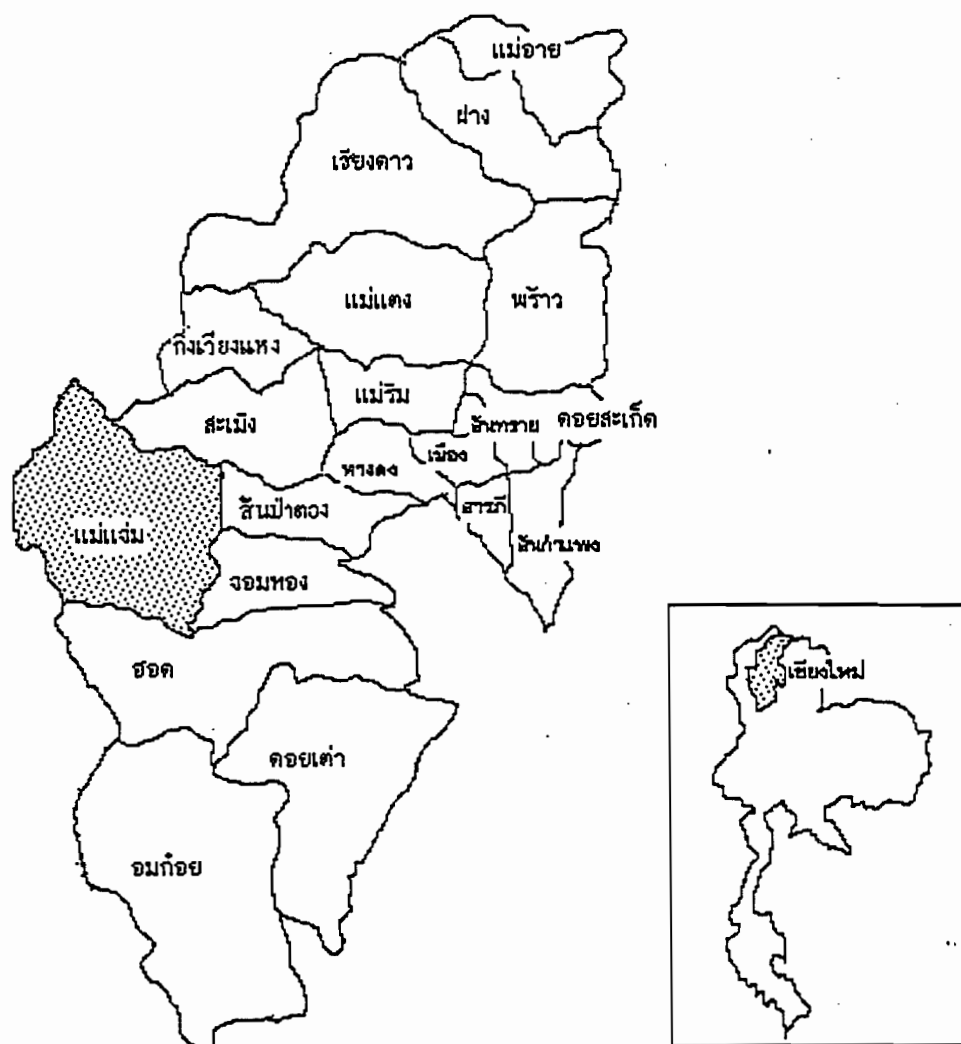 แม่อาย
ฝาง
เชียงดาว
แม่แตง
พร้าว
กิ่งเวียงแหง
แม่ริม
สะเมิง
สันทราย
ดอยสะเก็ด
เมือง
หางดง
สารภี
สันป่าตอง
แม่แจ่ม
สันกำแพง
จอมทอง
ฮอด
เชียงใหม่
ดอยเต่า
อมก๋อย